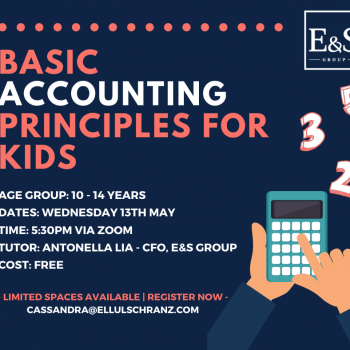 E&S
GROUP
BASIC
ACCOUNTING
PRINCIPLES FOR
KIDS
3
2
AGE GROUP: 10 - 14 YEARS
DATES: WEDNESDAY 13TH MAY
TIME: 5:30PM VIA ZOOM
TUTOR: ANTONELLA LIA - CFO, E&S GROUP
COST: FREE
LIMITED SPACES AVAILABLE | REGISTER NOW -
CASSANDRA@ELLULSCHRANZ.COM